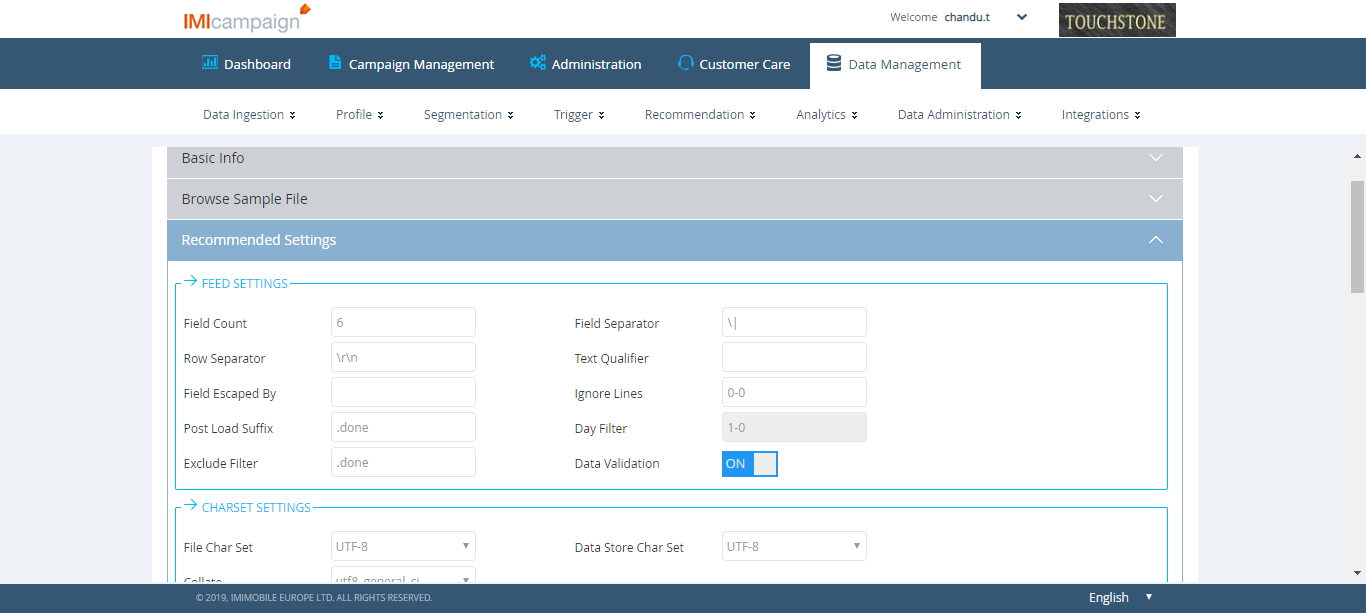 IMIcampaign
Welcome chandu.t
TOUCHSTONE
Dashboard Campaign Management Administration Customer Care Data Management
Data Ingestion Profile Segmentation Trigger Recommendation Analytics Data Administration Integrations
Basic Info
Browse Sample File
Recommended Settings
FEED SETTINGS
Field Count 6 Field Separator \|
Row Separator \r\n Text Qualifier
Field Escaped By Ignore Lines 0-0
Post Load Suffix .done Day Filter 1-0
Exclude Filter .done Data Validation ON
CHARSET SETTINGS
File Char Set UTF-8 Data Store Char Set UTF-8
Collate utf8_general_ci
© 2019, IMIMOBILE EUROPE LTD. ALL RIGHTS RESERVED.
English